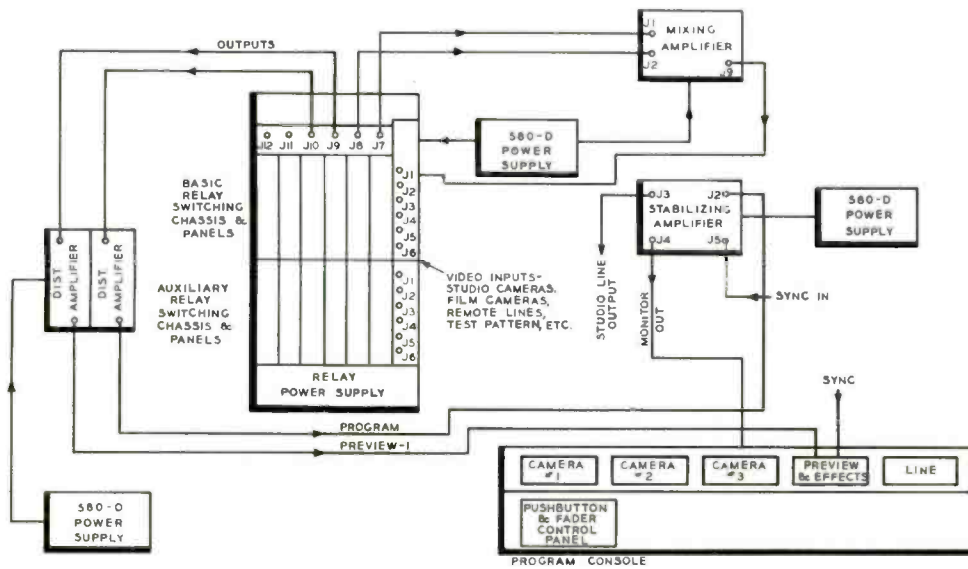 J1
MIXING
AMPLIFIER
J2
J9
OUTPUTS
J12 J11 J10 J9 J8 J7
580-D
POWER
SUPPLY
J1
J2
J3
J4
J5
J6
BASIC
RELAY
SWITCHING
CHASSIS &
PANELS
J3 J2
STABILIZING
AMPLIFIER
J4 J5
580-D
POWER
SUPPLY
DIST.
AMPLIFIER
DIST.
AMPLIFIER
AUXILIARY RELAY
SWITCHING
CHASSIS &
PANELS
J1
J2
J3
J4
J5
J6
VIDEO INPUTS-
STUDIO CAMERAS,
FILM CAMERAS,
REMOTE LINES,
TEST PATTERN, ETC.
STUDIO LINE
OUTPUT
MONITOR
OUT
SYNC IN
RELAY
POWER SUPPLY
SYNC
PROGRAM
PREVIEW-1
CAMERA
#1
CAMERA
#2
CAMERA
#3
PREVIEW
& EFFECTS
LINE
580-D
POWER
SUPPLY
PUSHBUTTON
& FADER
CONTROL
PANEL
PROGRAM CONSOLE